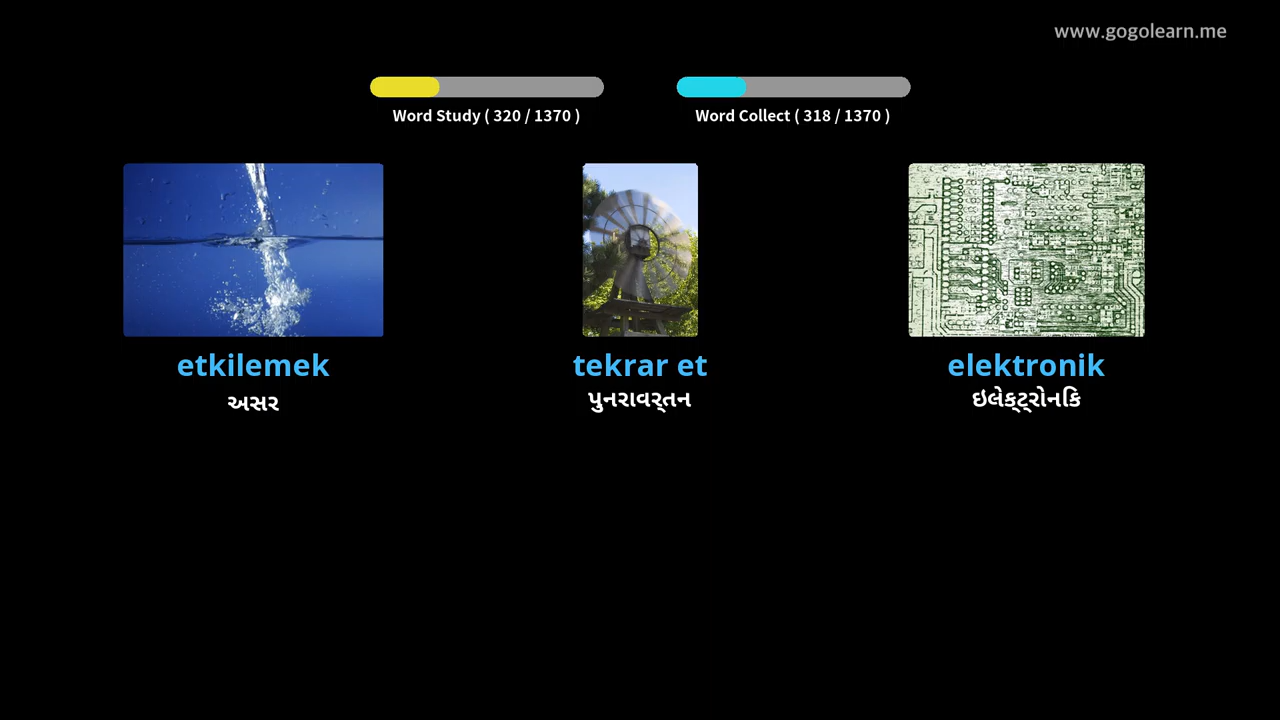 www.gogolearn.me
Word Study ( 320 / 1370 )
Word Collect ( 318 / 1370 )
etkilemek
અસર
tekrar et
પુનરાવર્તન
elektronik
ઇલેક્ટ્રોનિક